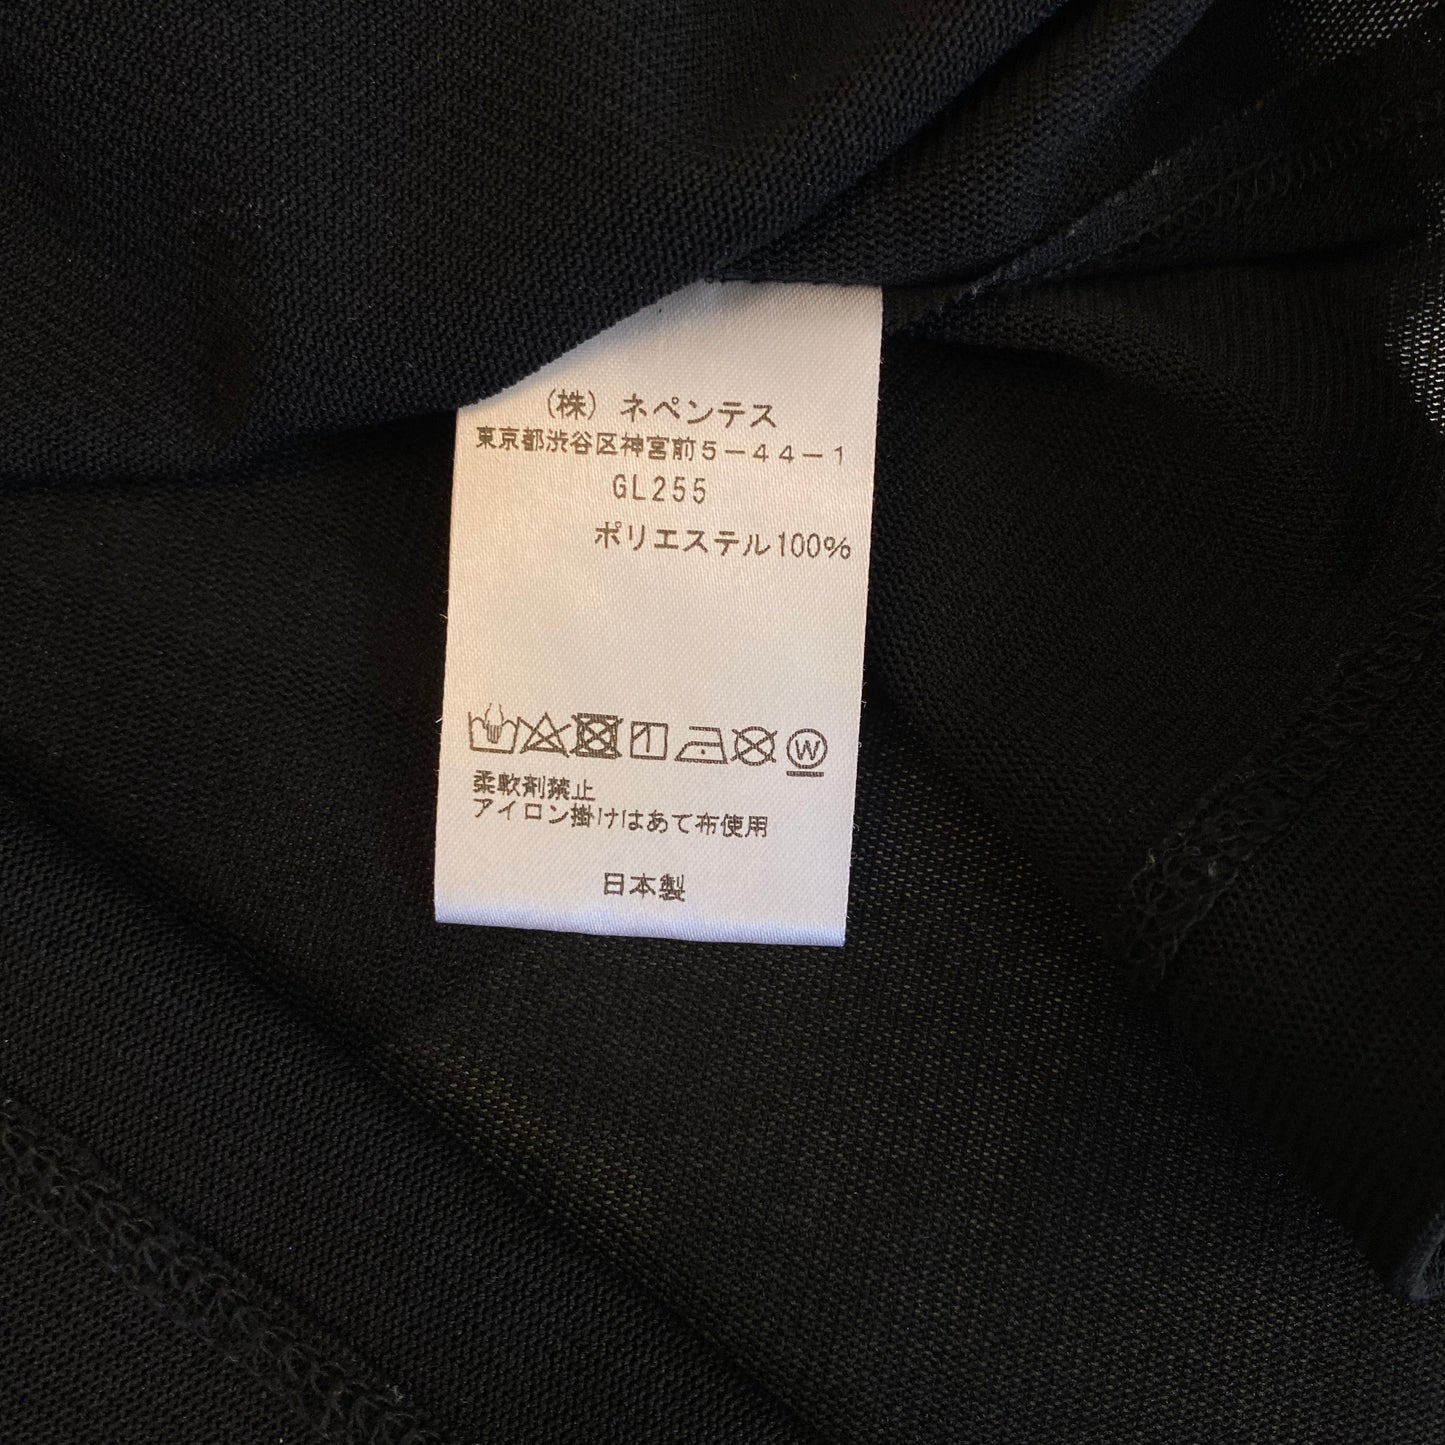 (株) ネペンテス
東京都渋谷区神宮前5-44-1
GL255
ポリエステル100%
W
柔軟剤禁止
アイロン掛けはあて布使用
日本製